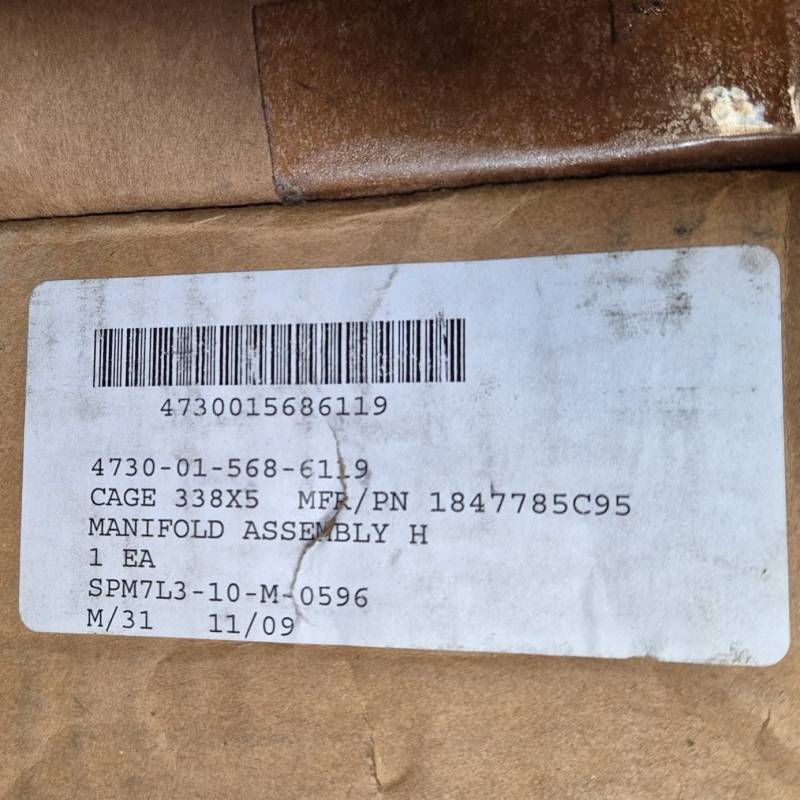 4730015686119
4730-01-568-6119
CAGE 338X5 MFR/PN 1847785C95
MANIFOLD ASSEMBLY H
1 EA
SPM7L3-10-M-0596
M/31 11/09